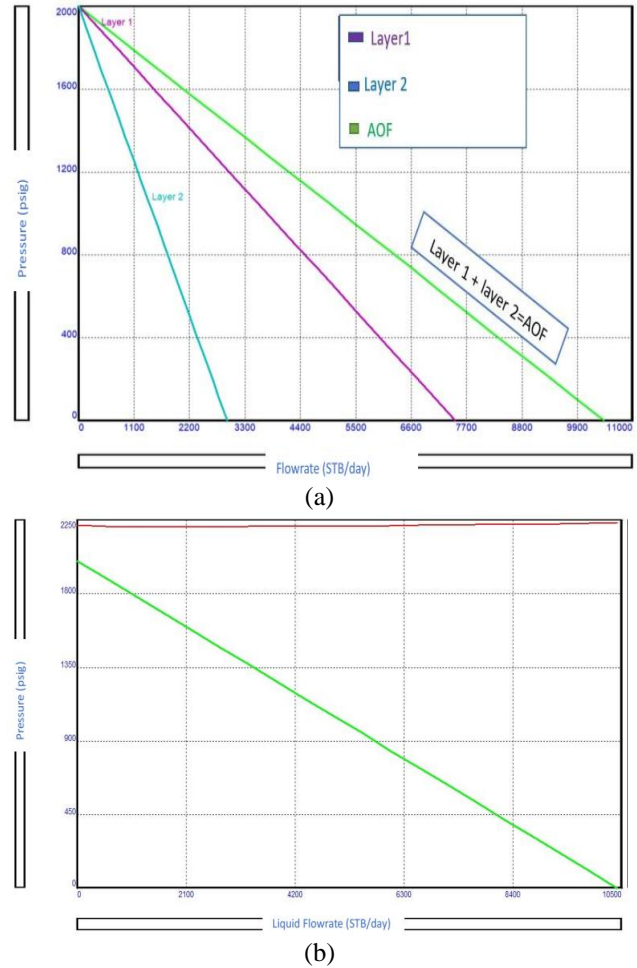 2000
Layer 1
Layer1
Layer 2
AOF
1600
1200
Layer 2
Pressure (psig)
800
Layer 1 + layer 2=AOF
400
0
0 1100 2200 3300 4400 5500 6600 7700 8800 9900 11000
Flowrate (STB/day)
(a)
2250
1800
1350
Pressure (psig)
900
450
0
0 2100 4200 6300 8400 10500
Liquid Flowrate (STB/day)
(b)